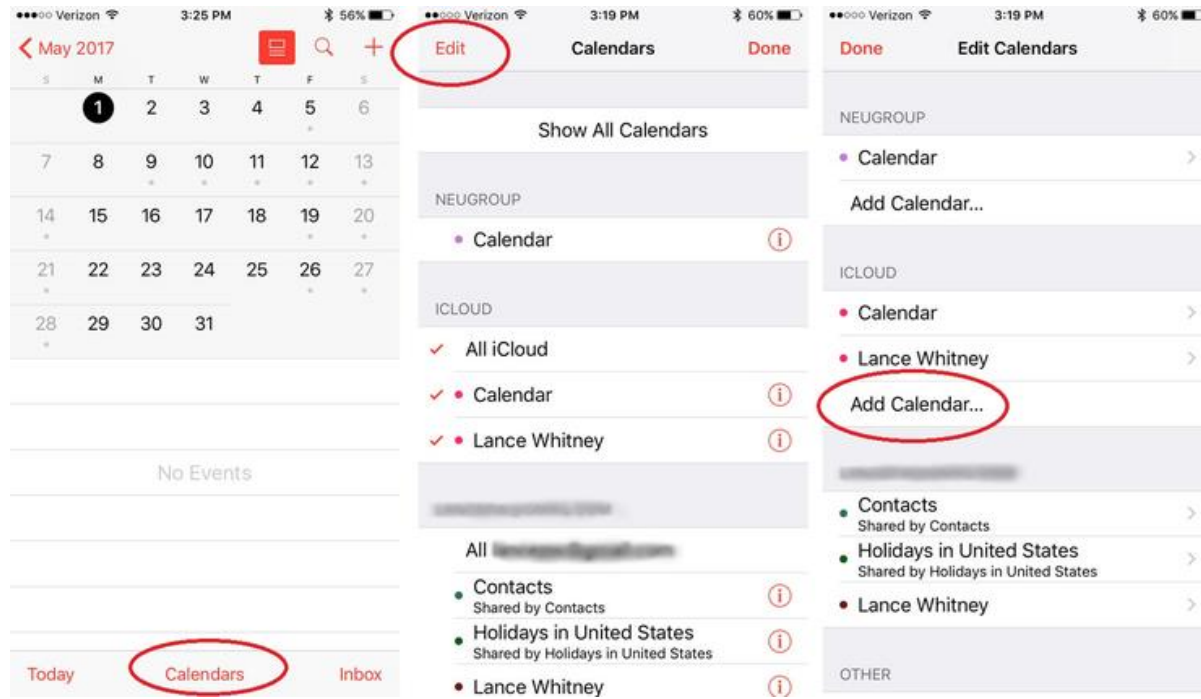 Verizon 3:25 PM 56%
May 2017
S M T W T F S
1 2 3 4 5 6
7 8 9 10 11 12 13
14 15 16 17 18 19 20
21 22 23 24 25 26 27
28 29 30 31
No Events
Today Calendars Inbox
Verizon 3:19 PM 60%
Edit Calendars Done
Show All Calendars
NEUGROUP
Calendar
ICLOUD
All iCloud
Calendar
Lance Whitney
All
Contacts
Shared by Contacts
Holidays in United States
Shared by Holidays in United States
Lance Whitney
Verizon 3:19 PM 60%
Done Edit Calendars
NEUGROUP
Calendar
Add Calendar...
ICLOUD
Calendar
Lance Whitney
Add Calendar...
Contacts
Shared by Contacts
Holidays in United States
Shared by Holidays in United States
Lance Whitney
OTHER